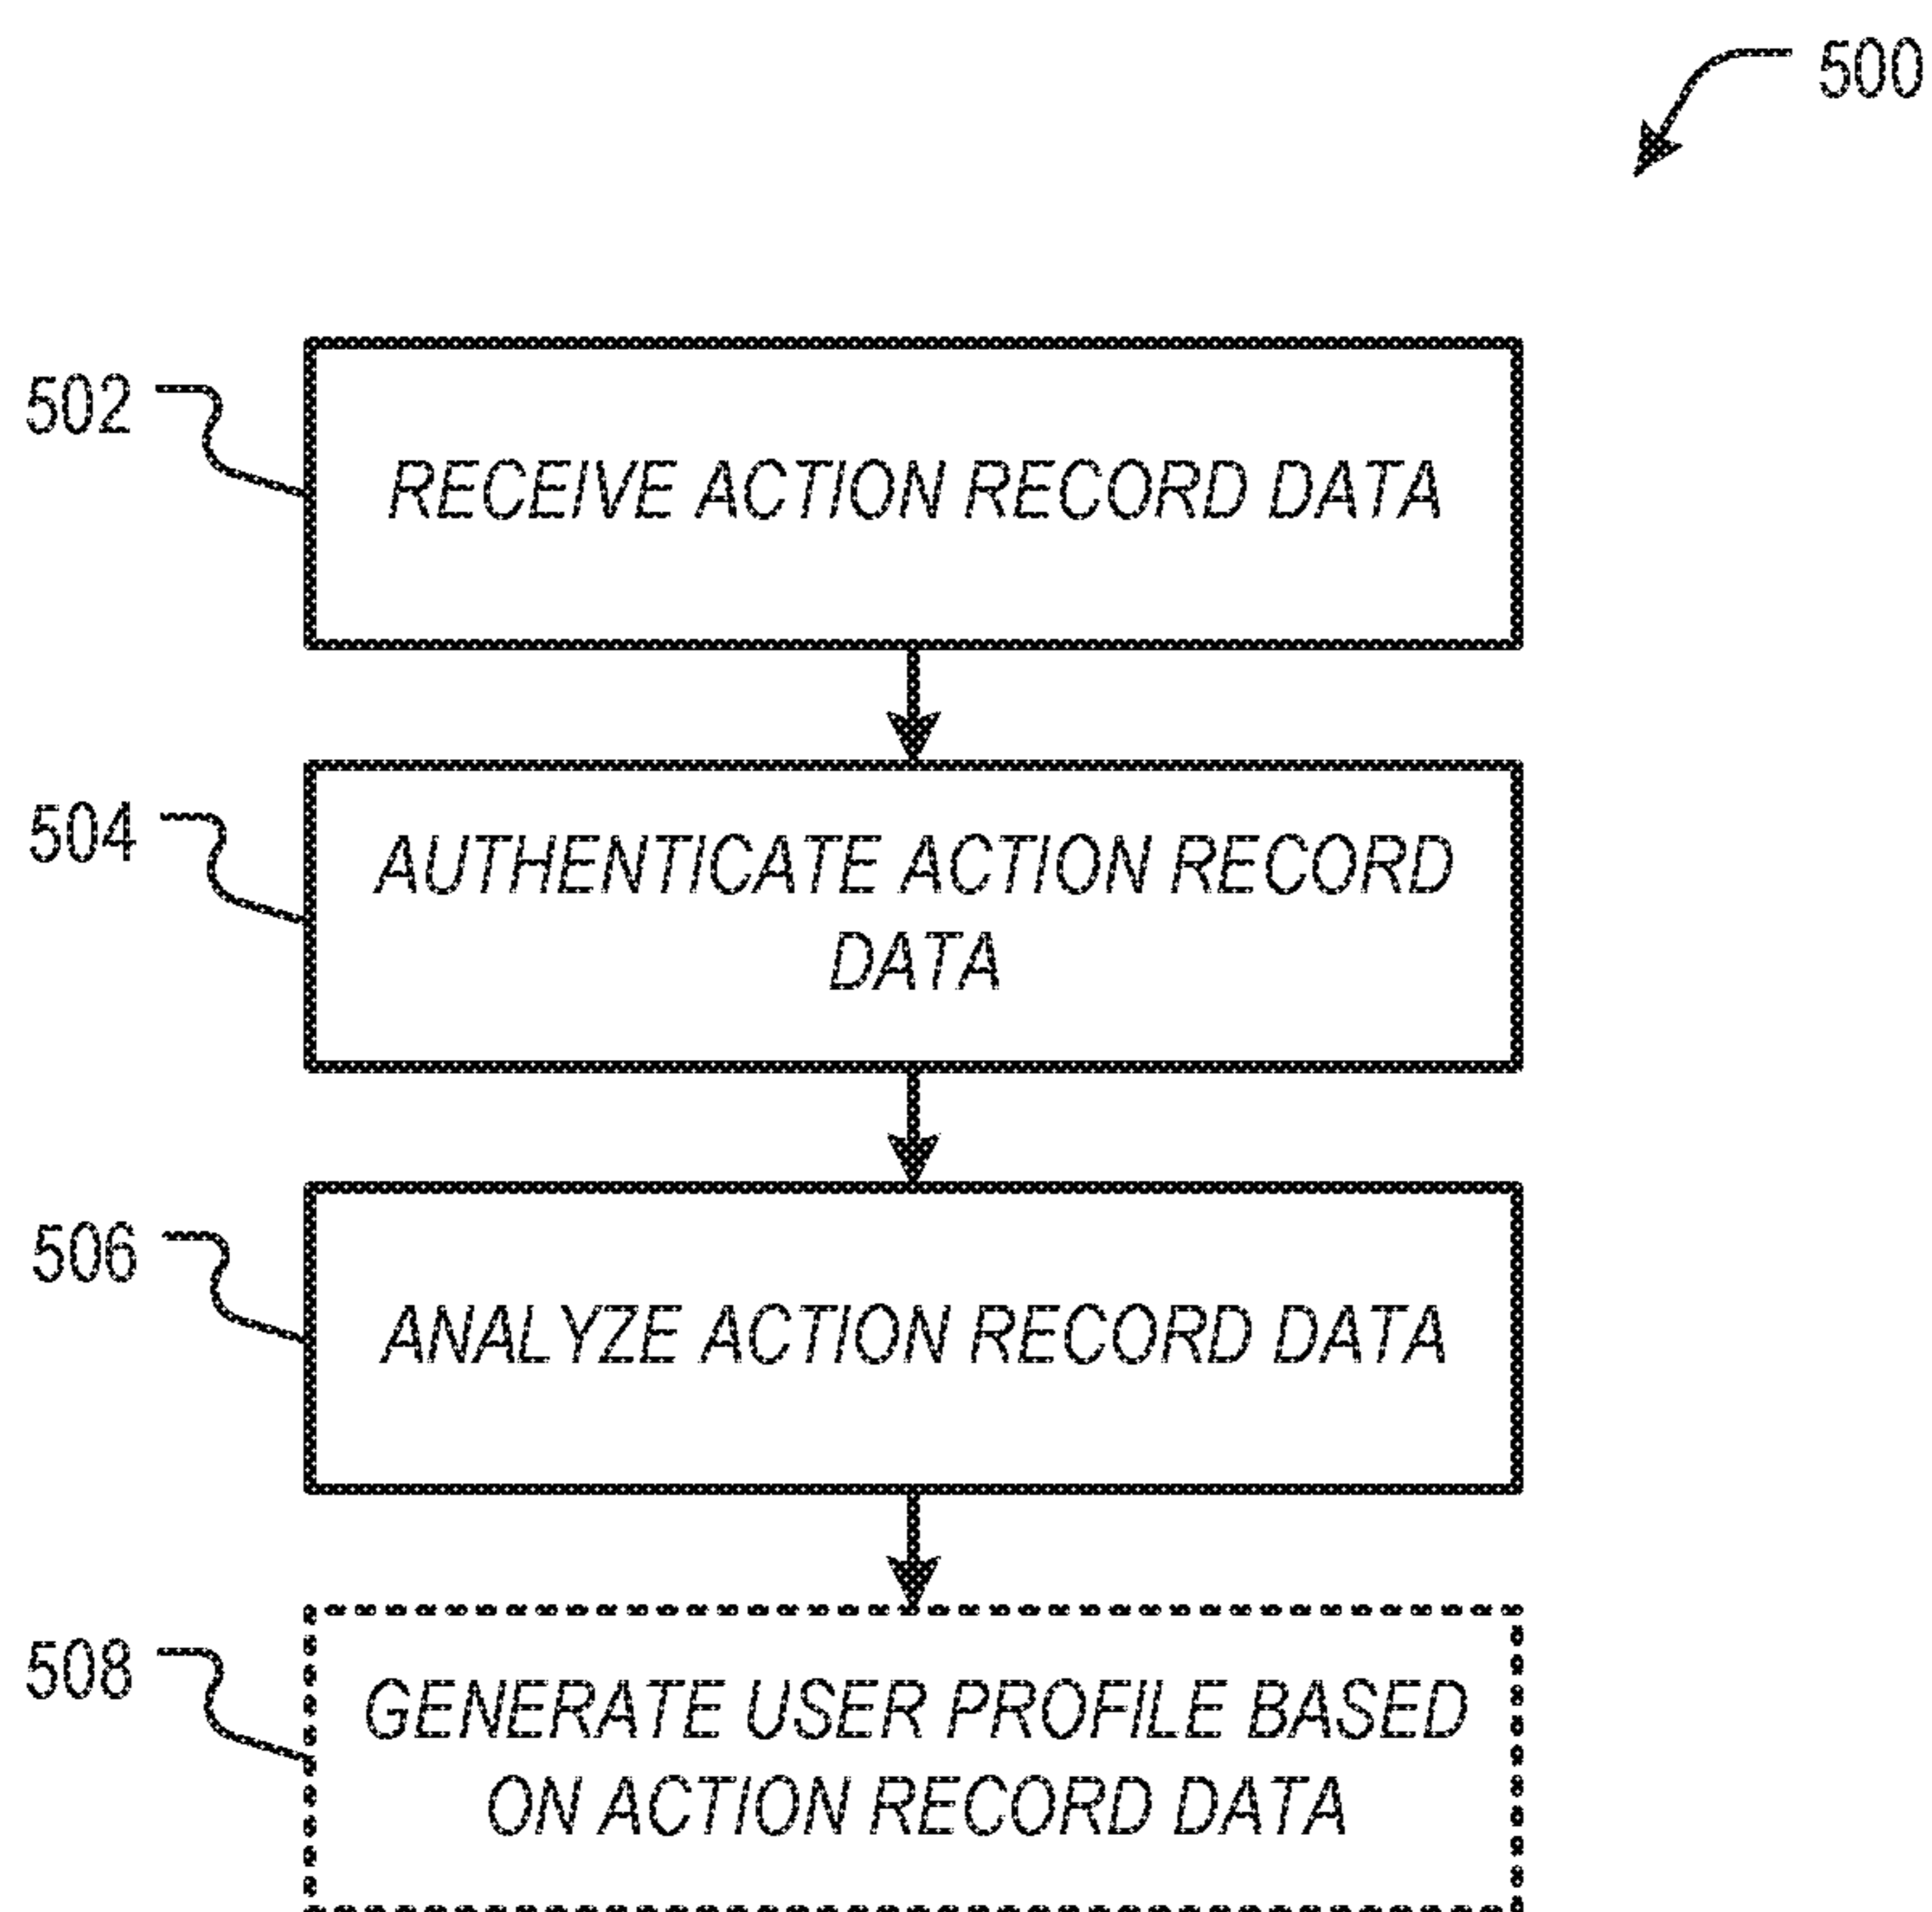 500
502
RECEIVE ACTION RECORD DATA
504
AUTHENTICATE ACTION RECORD
DATA
506
ANALYZE ACTION RECORD DATA
508
GENERATE USER PROFILE BASED
ON ACTION RECORD DATA